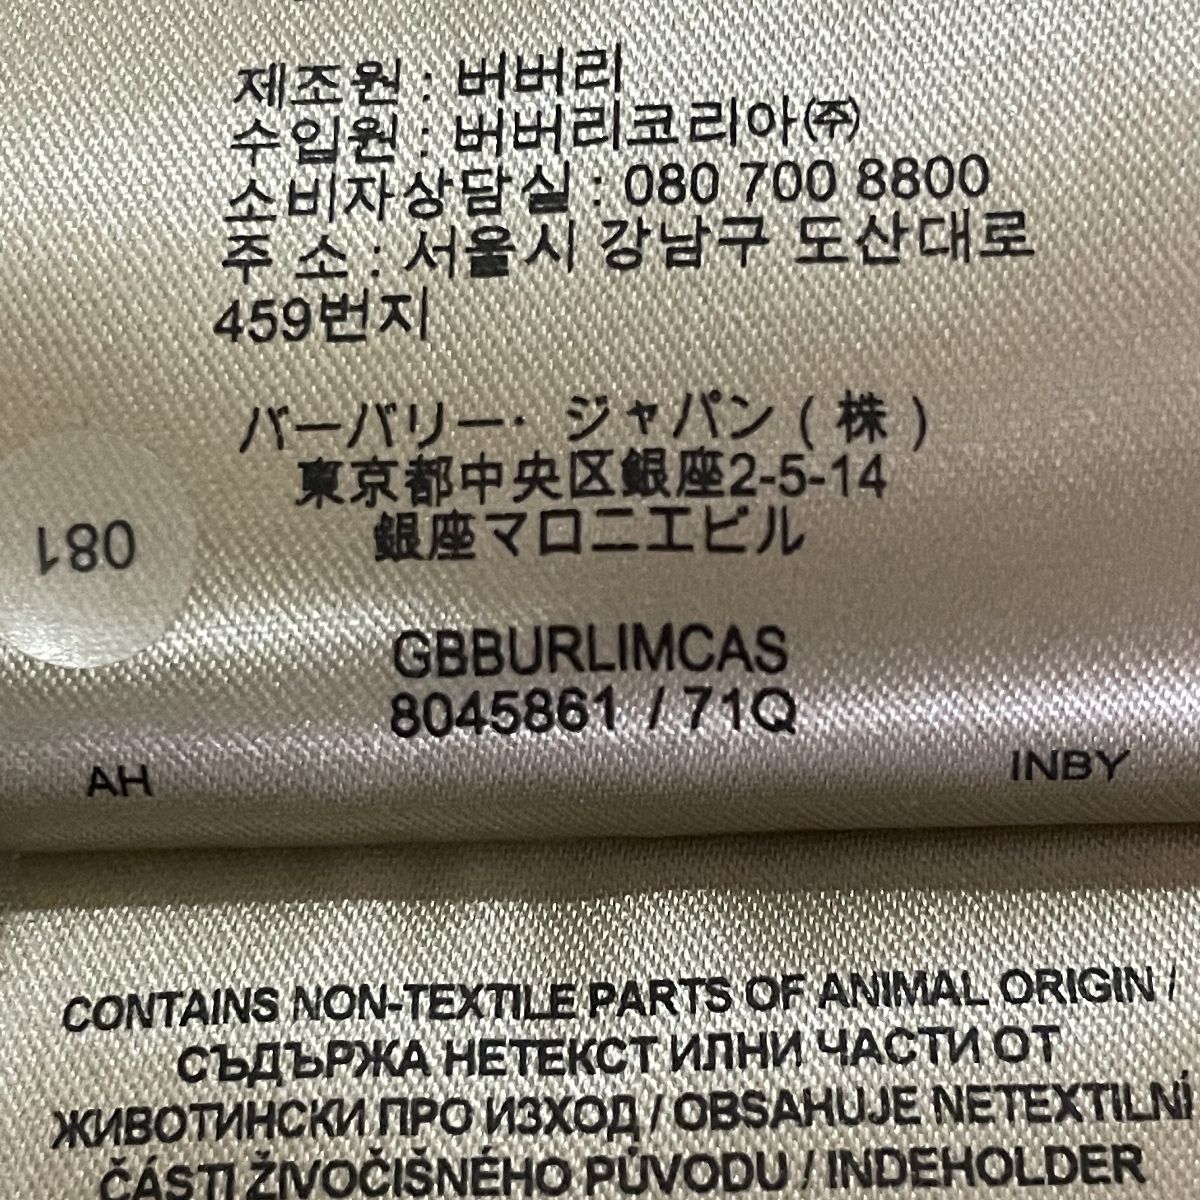 제조원 : 버버리
수입원 : 버버리코리아㈜
소비자상담실 : 080 700 8800
주 소 : 서울시 강남구 도산대로
459번지
バーバリー・ ジャパン ( 株 )
東京都中央区銀座2-5-14
銀座マロニエビル
081
GBBURLIMCAS
8045861 / 71Q
AH
INBY
CONTAINS NON-TEXTILE PARTS OF ANIMAL ORIGIN /
СЪДЪРЖА НЕТЕКСТ ИЛНИ ЧАСТИ ОТ
ЖИВОТИНСКИ ПРО ИЗХОД / OBSAHUJE NETEXTILNÍ
ČÁSTI ŽIVOČIŠNÉHO PŮVODU / INDEHOLDER